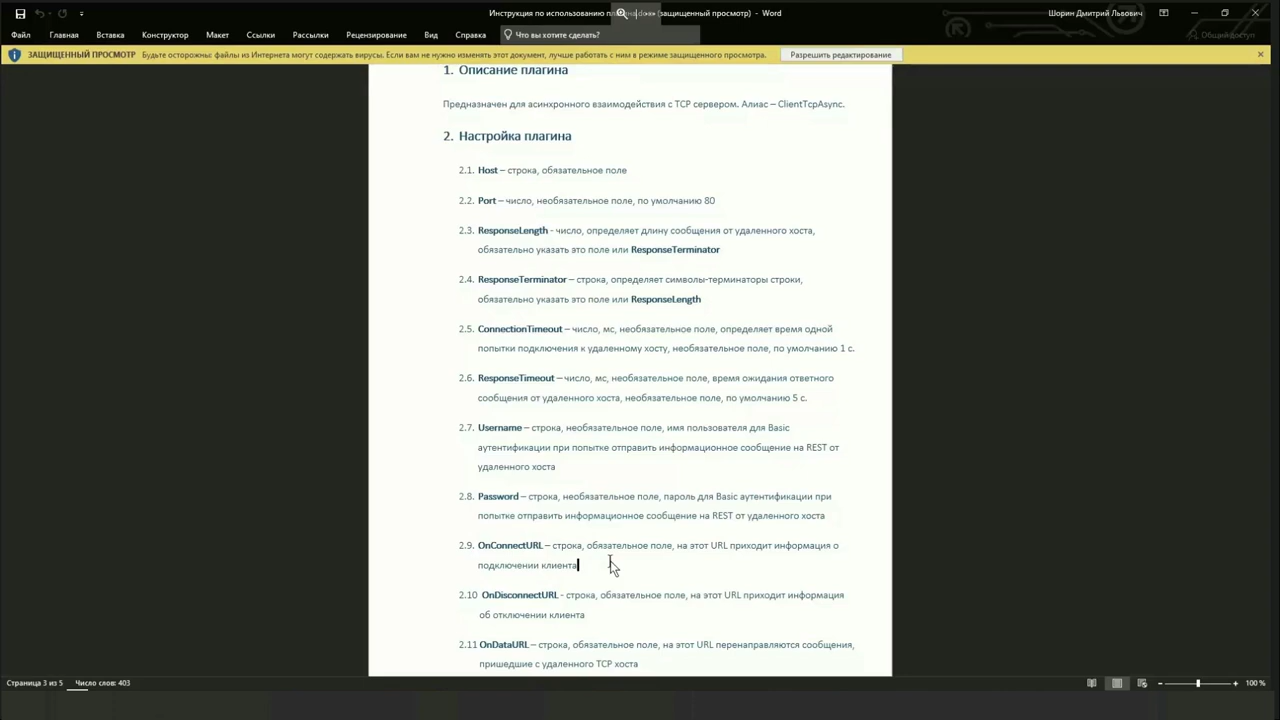 Инструкция по использованию
(защищенный просмотр) - Word
Шорин Дмитрий Львович
Файл Главная Вставка Конструктор Макет Ссылки Рассылки Рецензирование Вид Справка Что вы хотите сделать?
Общий доступ
ЗАЩИЩЕННЫЙ ПРОСМОТР Будьте осторожны: файлы из Интернета могут содержать вирусы. Если вам не нужно изменять этот документ, лучше работать с ним в режиме защищенного просмотра. Разрешить редактирование
1. Описание плагина
Предназначен для асинхронного взаимодействия с TCP сервером. Алиас – ClientTcpAsync.
2. Настройка плагина
2.1. Host – строка, обязательное поле
2.2. Port – число, необязательное поле, по умолчанию 80
2.3. ResponseLength - число, определяет длину сообщения от удаленного хоста,
обязательно указать это поле или ResponseTerminator
2.4. ResponseTerminator – строка, определяет символы-терминаторы строки,
обязательно указать это поле или ResponseLength
2.5. ConnectionTimeout – число, мс, необязательное поле, определяет время одной
попытки подключения к удаленному хосту, необязательное поле, по умолчанию 1 с.
2.6. ResponseTimeout – число, мс, необязательное поле, время ожидания ответного
сообщения от удаленного хоста, необязательное поле, по умолчанию 5 с.
2.7. Username – строка, необязательное поле, имя пользователя для Basic
аутентификации при попытке отправить информационное сообщение на REST от
удаленного хоста
2.8. Password – строка, необязательное поле, пароль для Basic аутентификации при
попытке отправить информационное сообщение на REST от удаленного хоста
2.9. OnConnectURL – строка, обязательное поле, на этот URL приходит информация о
подключении клиента
2.10 OnDisconnectURL - строка, обязательное поле, на этот URL приходит информация
об отключении клиента
2.11 OnDataURL – строка, обязательное поле, на этот URL перенаправляются сообщения,
пришедшие с удаленного TCP хоста
Страница 3 из 5 Число слов: 403
100 %